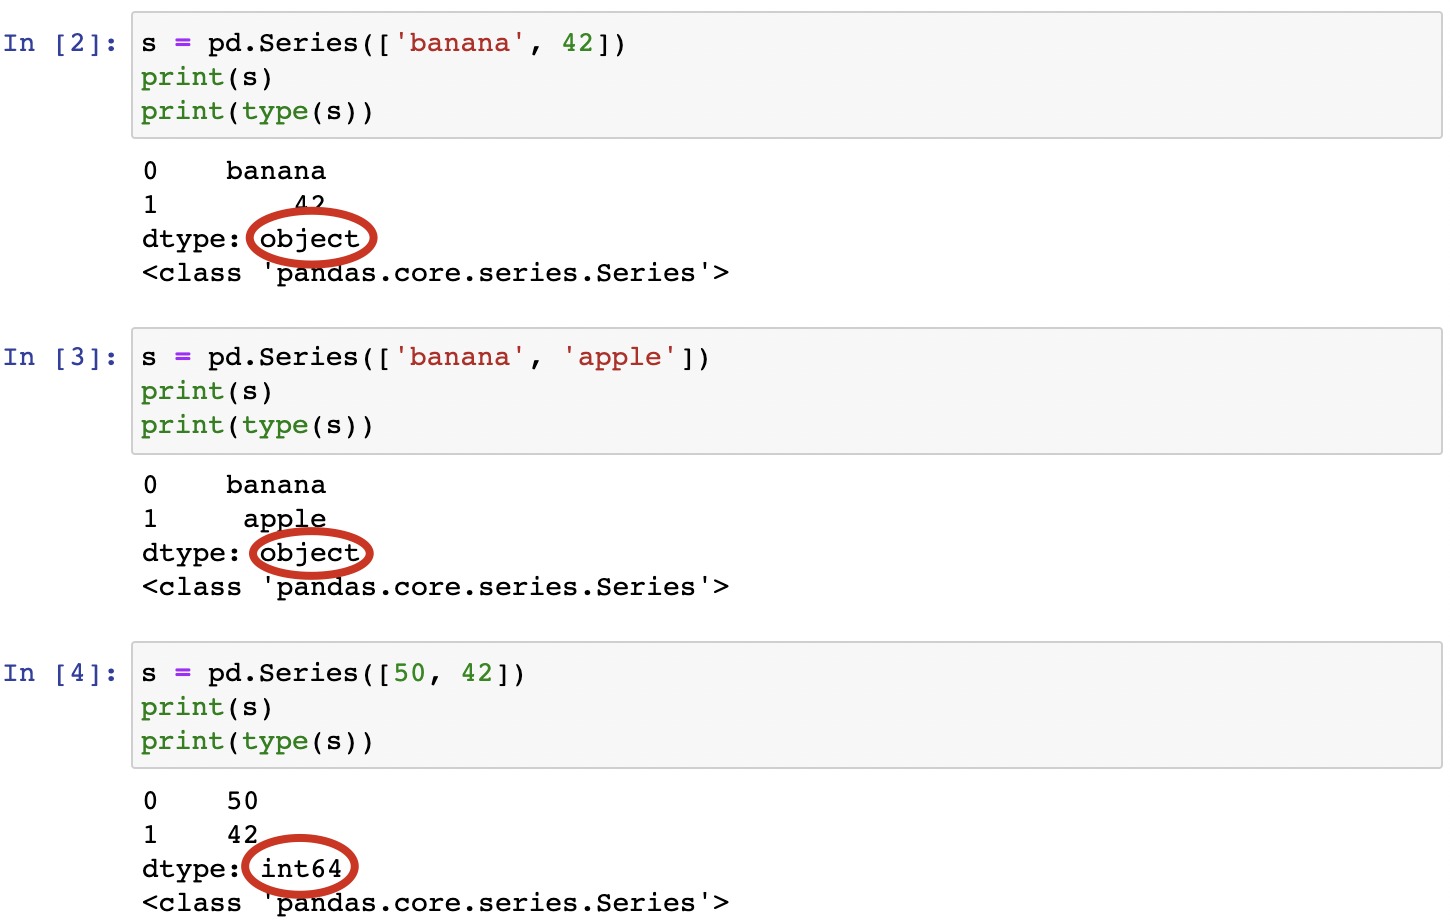 In [2]: s = pd.Series(['banana', 42])
print(s)
print(type(s))
0    banana
1        42
dtype: object
<class 'pandas.core.series.Series'>
In [3]: s = pd.Series(['banana', 'apple'])
print(s)
print(type(s))
0    banana
1     apple
dtype: object
<class 'pandas.core.series.Series'>
In [4]: s = pd.Series([50, 42])
print(s)
print(type(s))
0    50
1    42
dtype: int64
<class 'pandas.core.series.Series'>